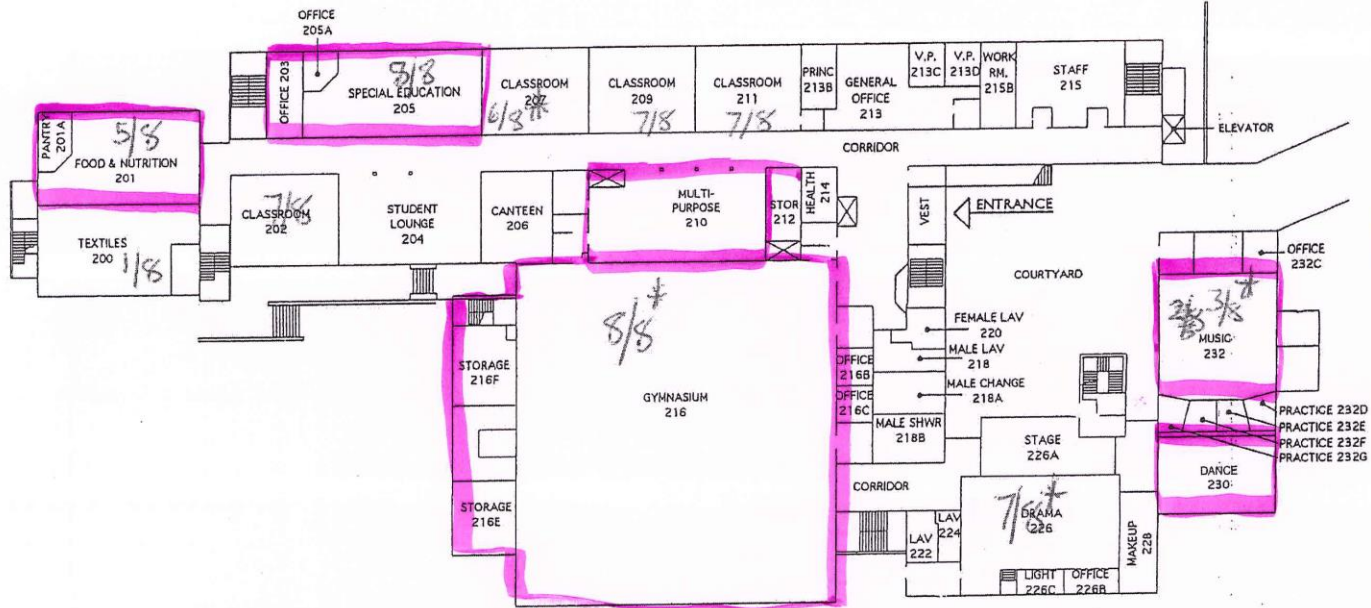 OFFICE
205A
OFFICE 203
8/8
SPECIAL EDUCATION
205
CLASSROOM
207
6/8*
CLASSROOM
209
7/8
CLASSROOM
211
7/8
PRINC
213B
GENERAL
OFFICE
213
V.P.
213C
V.P.
213D
WORK
RM.
215B
STAFF
215
ELEVATOR
CORRIDOR
PANTRY
201A
5/8
FOOD & NUTRITION
201
TEXTILES
200
1/8
CLASSROOM
202
7/8
STUDENT
LOUNGE
204
CANTEEN
206
MULTI-
PURPOSE
210
STOR
212
HEALTH
214
VEST
ENTRANCE
COURTYARD
OFFICE
232C
3/8*
MUSIC
232
8/8*
GYMNASIUM
216
STORAGE
216F
STORAGE
216E
OFFICE
216B
OFFICE
216C
FEMALE LAV
220
MALE LAV
218
MALE CHANGE
218A
MALE SHWR
218B
PRACTICE 232D
PRACTICE 232E
PRACTICE 232F
PRACTICE 232G
STAGE
226A
DANCE
230
CORRIDOR
7/8*
DRAMA
226
LAV
222
LAV
224
MAKEUP
228
LIGHT
226C
OFFICE
226B